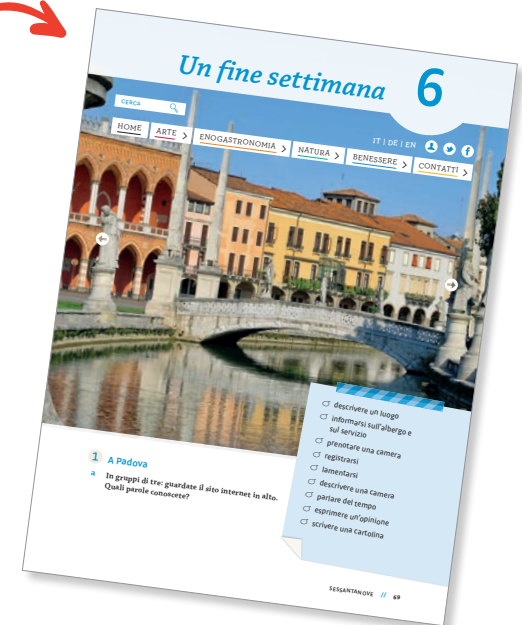 Un fine settimana
6
CERCA
IT | DE | EN
HOME
ARTE
ENOGASTRONOMIA
NATURA
BENESSERE
CONTATTI
descrivere un luogo
informarsi sull'albergo e
sul servizio
prenotare una camera
registrarsi
lamentarsi
descrivere una camera
parlare del tempo
esprimere un'opinione
scrivere una cartolina
1 A Padova
a In gruppi di tre: guardate il sito internet in alto.
Quali parole conoscete?
SESSANTANOVE // 69